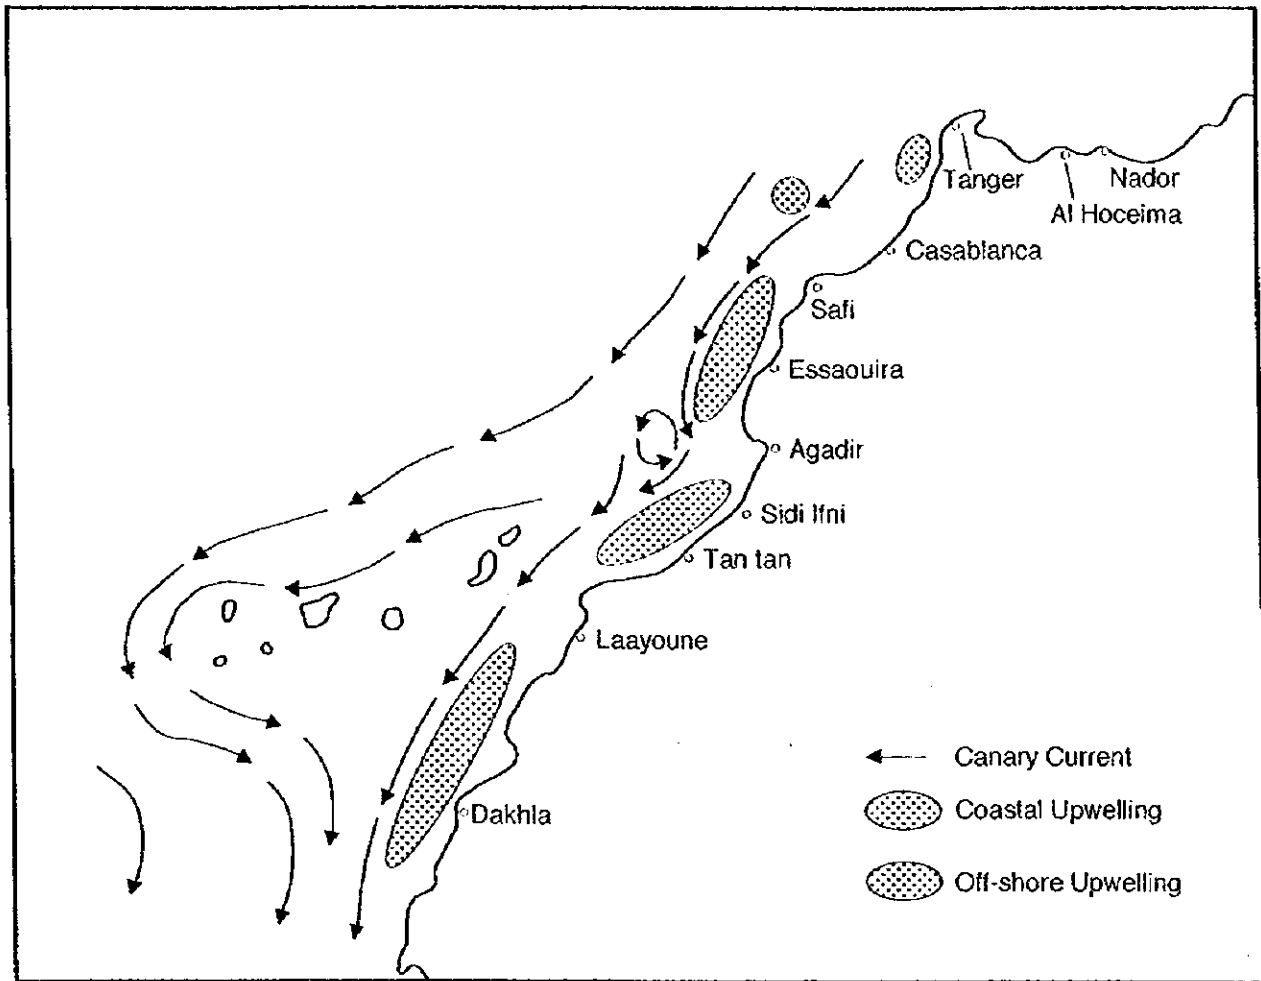 Tanger
Nador
Al Hoceima
Casablanca
Safi
Essaouira
Agadir
Sidi Ifni
Tan tan
Laayoune
Dakhla
Canary Current
Coastal Upwelling
Off-shore Upwelling